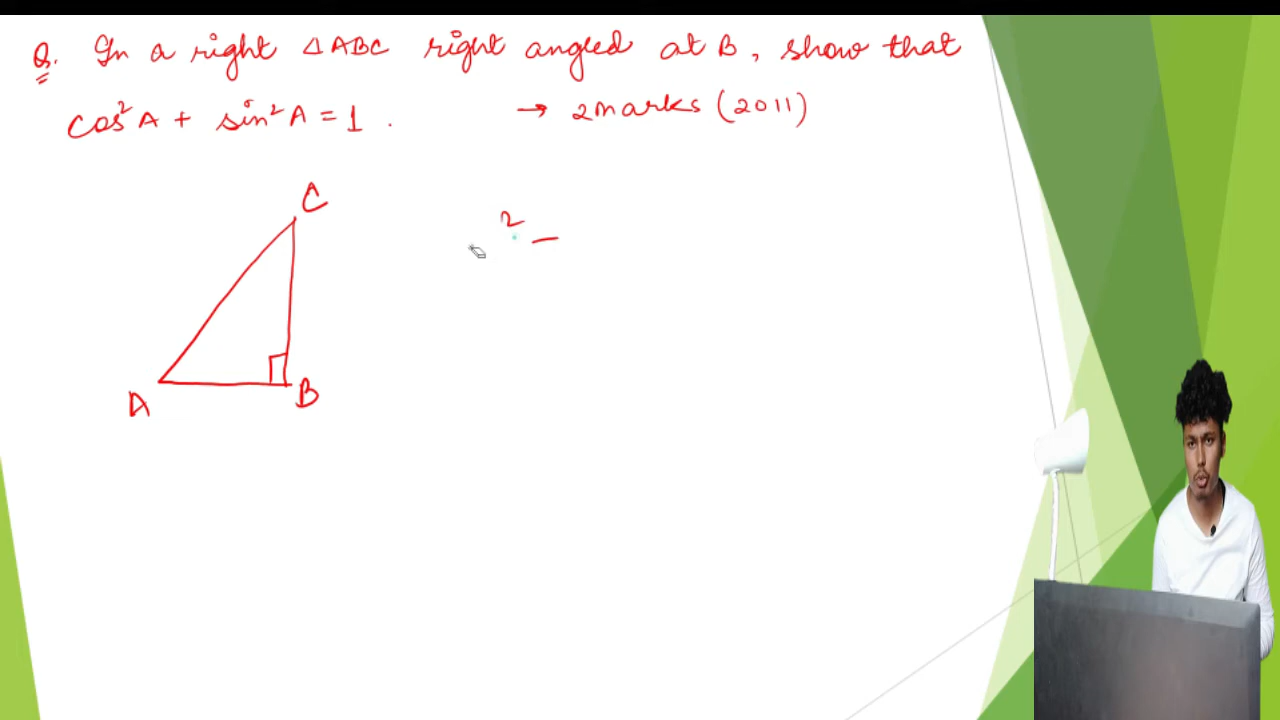 Q. In a right △ABC right angled at B, show that
cos²A + sin²A = 1. → 2marks (2011)
C
² —
A
B